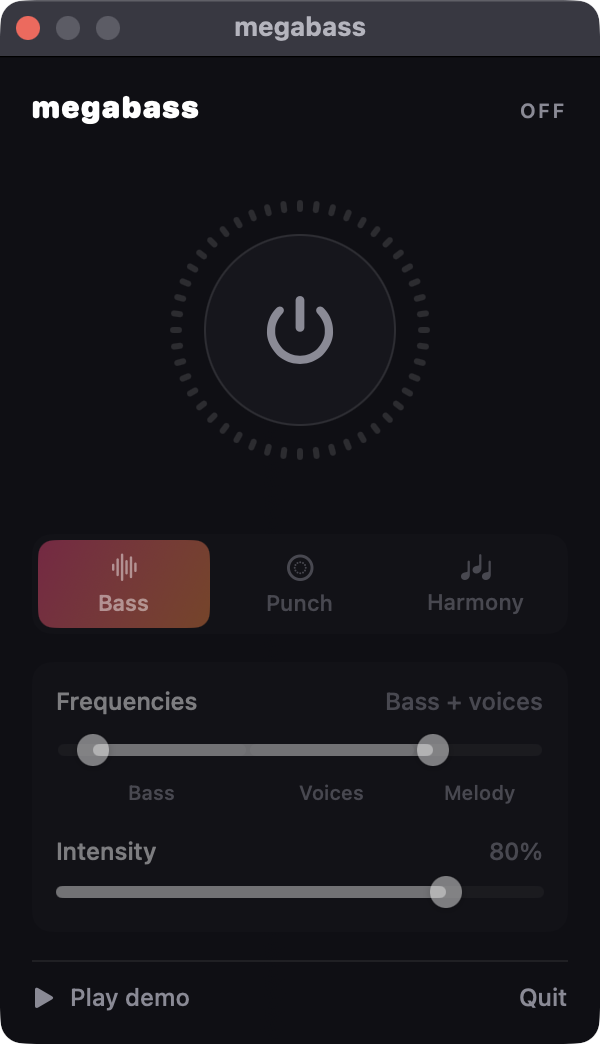 megabass
megabass
OFF
Bass
Punch
Harmony
Frequencies
Bass + voices
Bass
Voices
Melody
Intensity
80%
Play demo
Quit